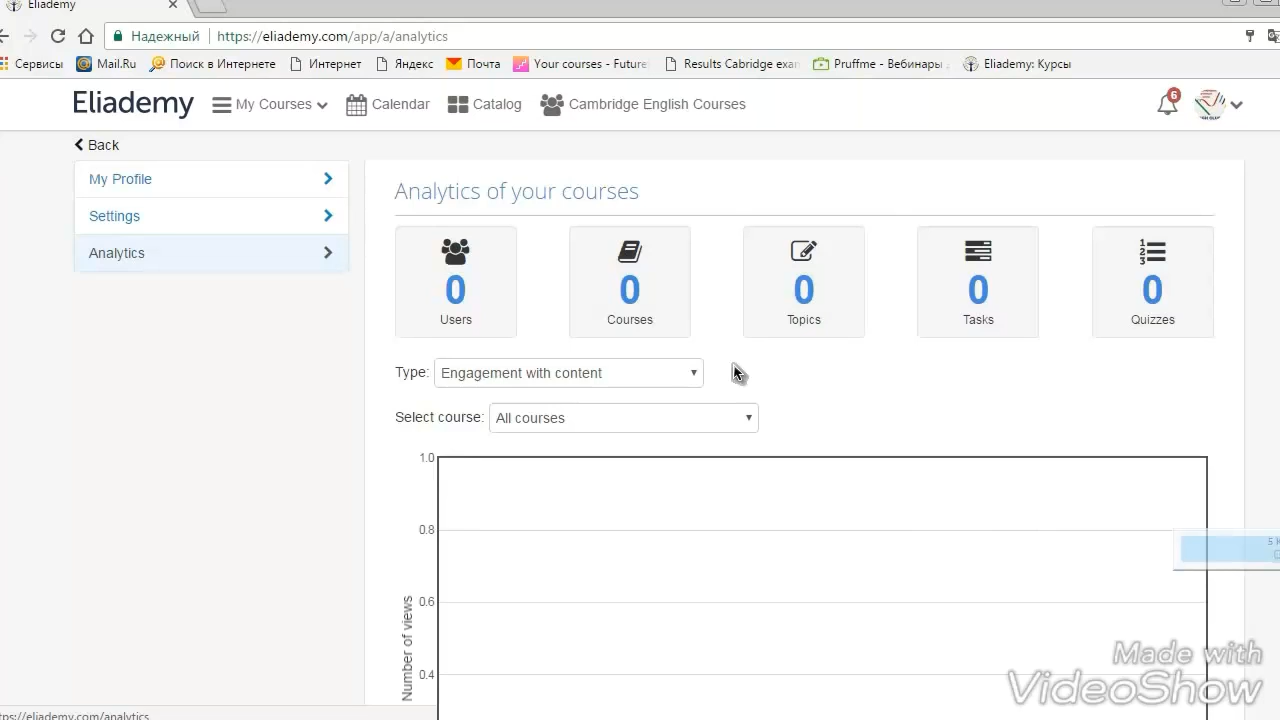 Eliademy
Надежный https://eliademy.com/app/a/analytics
Сервисы Mail.Ru Поиск в Интернете Интернет Яндекс Почта Your courses - Future Results Cabridge exam Pruffme - Вебинары, Eliademy: Курсы
Eliademy My Courses Calendar Catalog Cambridge English Courses 6
Back
My Profile
Settings
Analytics
Analytics of your courses
0 0 0 0 0
Users Courses Topics Tasks Quizzes
Type: Engagement with content
Select course: All courses
1.0
0.8
0.6
0.4
Number of views
5
Made with
VideoShow
tps://eliademy.com/analytics